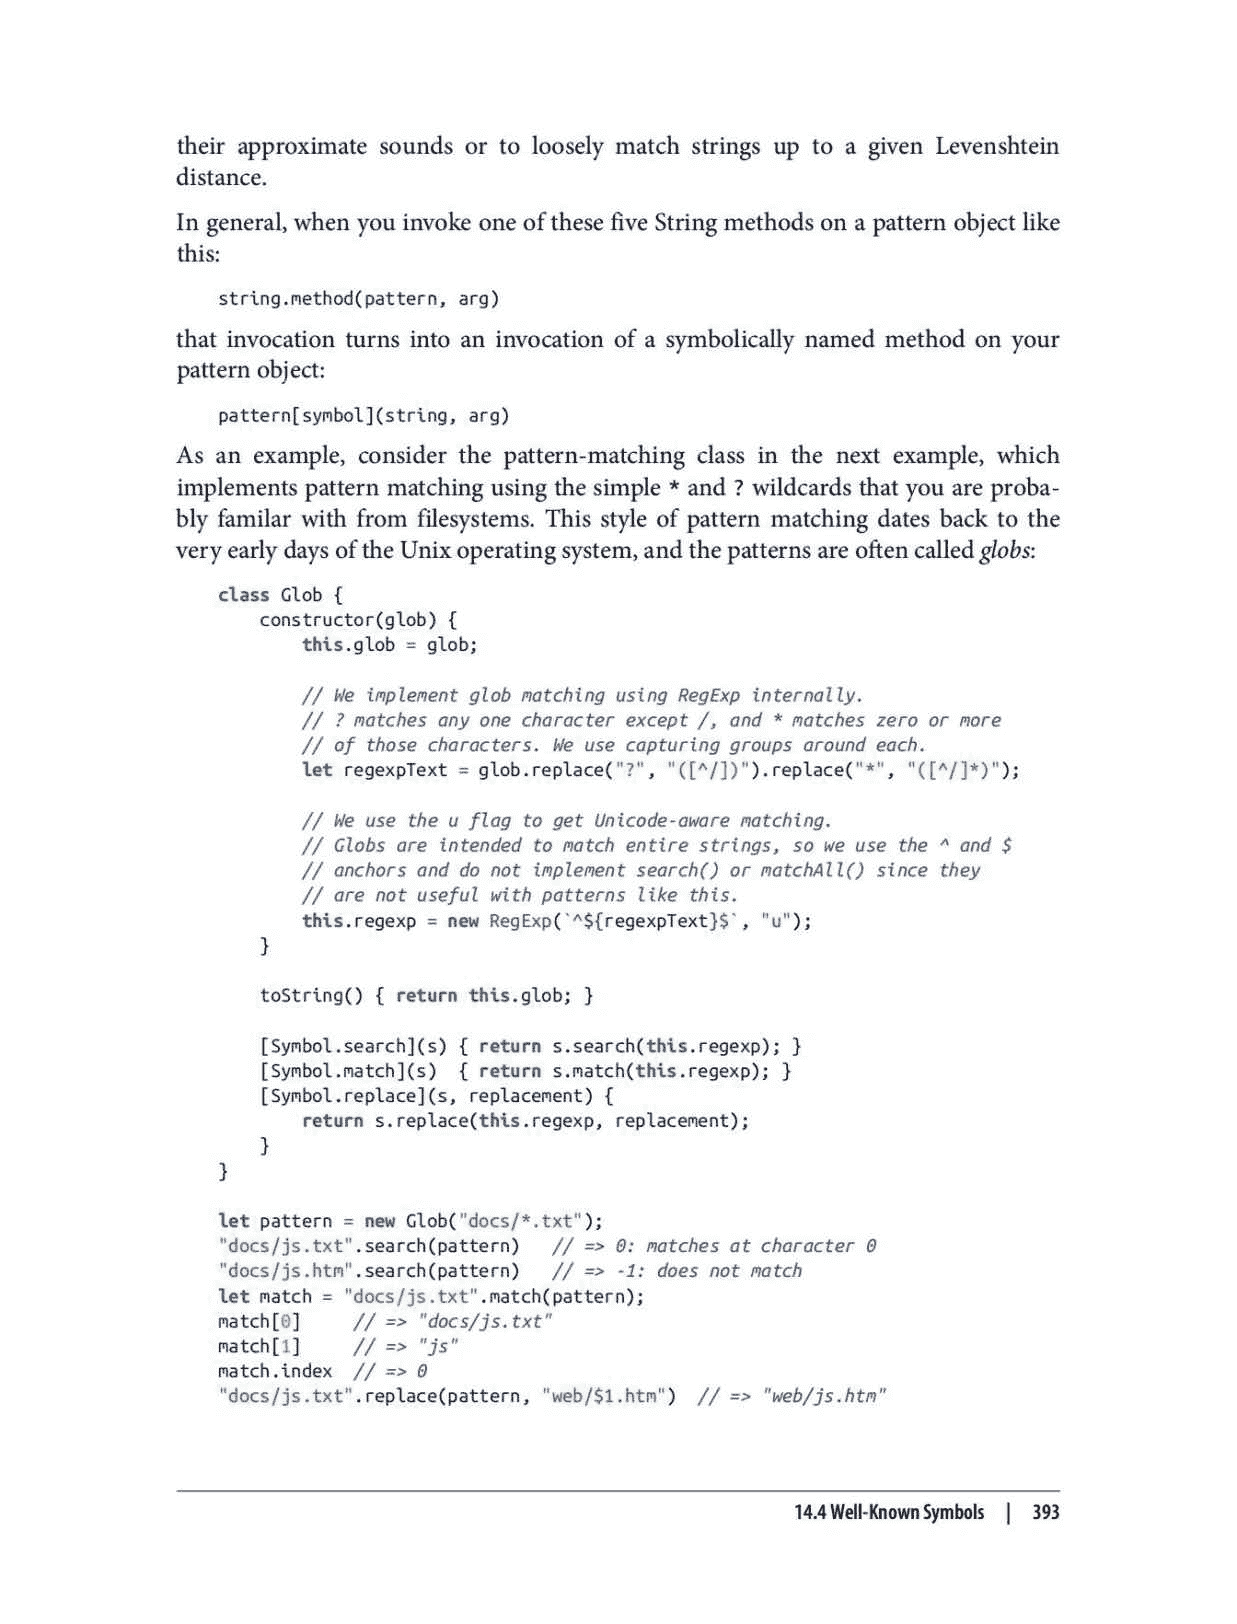 their approximate sounds or to loosely match strings up to a given Levenshtein
distance.
In general, when you invoke one of these five String methods on a pattern object like
this:
string.method(pattern, arg)
that invocation turns into an invocation of a symbolically named method on your
pattern object:
pattern[symbol](string, arg)
As an example, consider the pattern-matching class in the next example, which
implements pattern matching using the simple * and ? wildcards that you are proba-
bly familar with from filesystems. This style of pattern matching dates back to the
very early days of the Unix operating system, and the patterns are often called globs:
class Glob {
    constructor(glob) {
        this.glob = glob;

        // We implement glob matching using RegExp internally.
        // ? matches any one character except /, and * matches zero or more
        // of those characters. We use capturing groups around each.
        let regexpText = glob.replace("?", "([^/])").replace("*", "([^/]*)");

        // We use the u flag to get Unicode-aware matching.
        // Globs are intended to match entire strings, so we use the ^ and $
        // anchors and do not implement search() or matchAll() since they
        // are not useful with patterns like this.
        this.regexp = new RegExp(`^${regexpText}$`, "u");
    }

    toString() { return this.glob; }

    [Symbol.search](s) { return s.search(this.regexp); }
    [Symbol.match](s)  { return s.match(this.regexp); }
    [Symbol.replace](s, replacement) {
        return s.replace(this.regexp, replacement);
    }
}

let pattern = new Glob("docs/*.txt");
"docs/js.txt".search(pattern)   // => 0: matches at character 0
"docs/js.htm".search(pattern)   // => -1: does not match
let match = "docs/js.txt".match(pattern);
match[0]     // => "docs/js.txt"
match[1]     // => "js"
match.index  // => 0
"docs/js.txt".replace(pattern, "web/$1.htm")  // => "web/js.htm"
14.4 Well-Known Symbols | 393